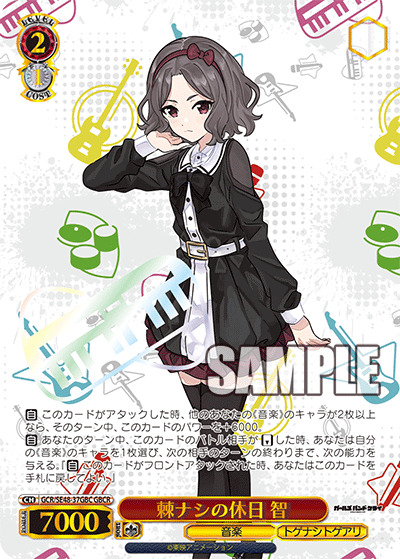 LEVEL
2
1
COST
SAMPLE
自 このカードがアタックした時、他のあなたの《音楽》のキャラが2枚以上
なら、そのターン中、このカードのパワーを+6000。
自 あなたのターン中、このカードのバトル相手が した時、あなたは自分
の《音楽》のキャラを1枚選び、次の相手のターンの終わりまで、次の能力を
与える。『自 このカードがフロントアタックされた時、あなたはこのカードを
手札に戻してよい。』
CH GCR/SE48-37GBC GBCR
棘ナシの休日 智
ガールズバンドクライ
POWER
7000
SOUL
音楽
トゲナシトゲアリ
©東映アニメーション